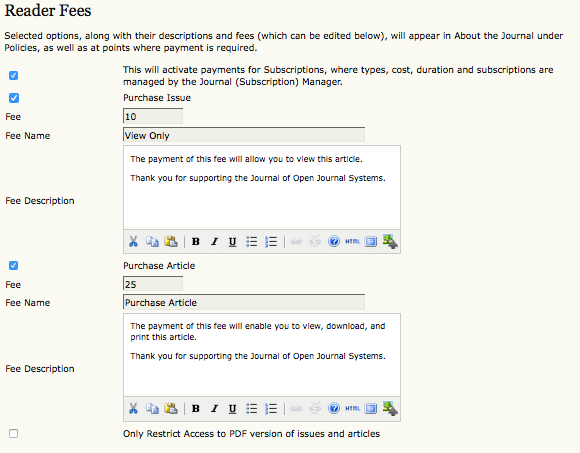 Reader Fees
Selected options, along with their descriptions and fees (which can be edited below), will appear in About the Journal under
Policies, as well as at points where payment is required.
This will activate payments for Subscriptions, where types, cost, duration and subscriptions are
managed by the Journal (Subscription) Manager.
Purchase Issue
Fee
10
Fee Name
View Only
The payment of this fee will allow you to view this article.
Thank you for supporting the Journal of Open Journal Systems.
Fee Description
B I U HTML
Purchase Article
Fee
25
Fee Name
Purchase Article
The payment of this fee will enable you to view, download, and
print this article.
Thank you for supporting the Journal of Open Journal Systems.
Fee Description
B I U HTML
Only Restrict Access to PDF version of issues and articles